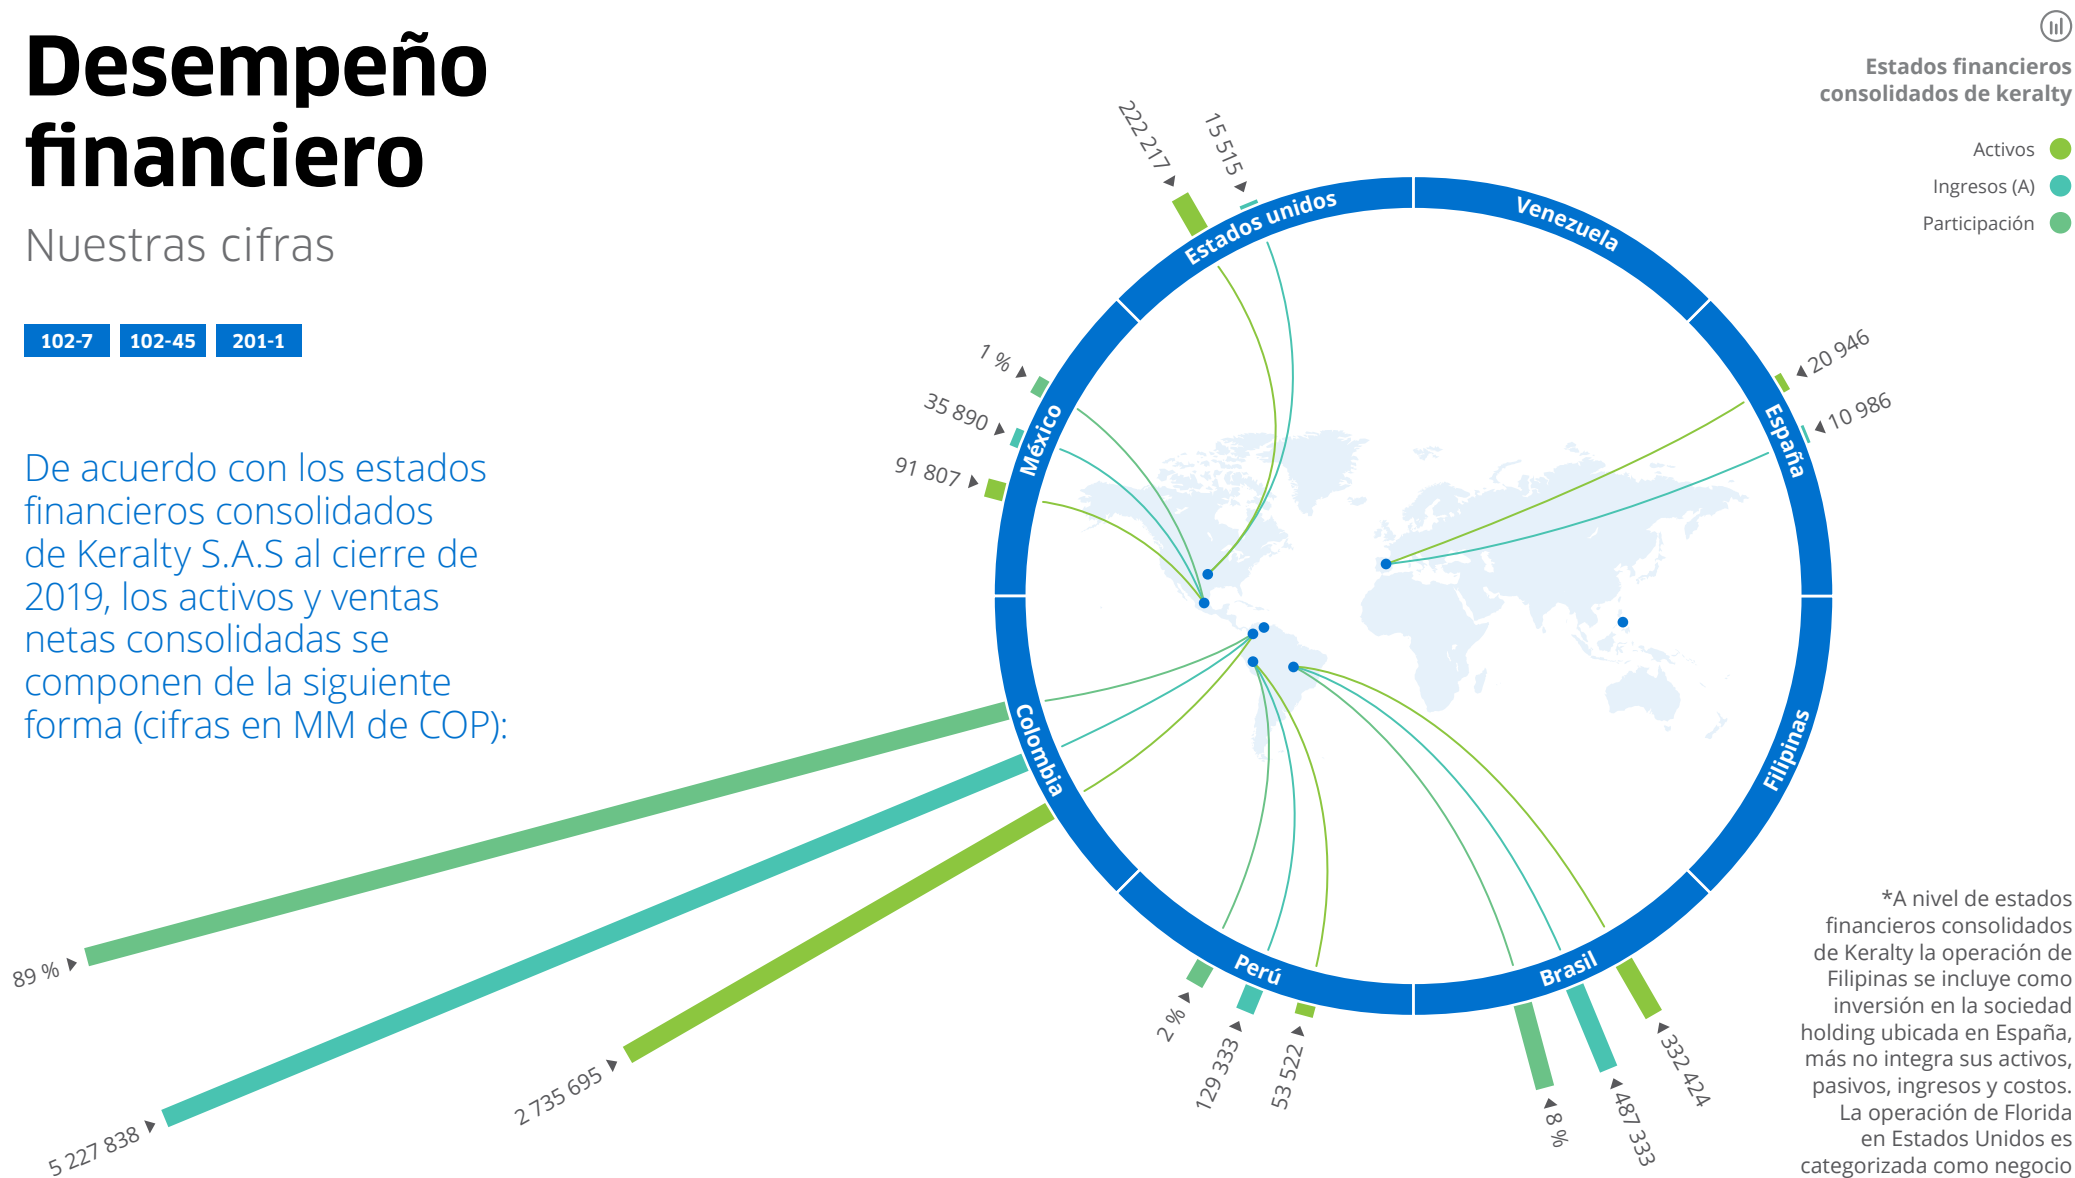 Desempeño
financiero
Nuestras cifras
102-7
102-45
201-1
De acuerdo con los estados
financieros consolidados
de Keralty S.A.S al cierre de
2019, los activos y ventas
netas consolidadas se
componen de la siguiente
forma (cifras en MM de COP):
Estados financieros
consolidados de keralty
Activos
Ingresos (A)
Participación
222 217
15 515
Estados unidos
Venezuela
20 946
10 986
España
1 %
35 890
91 807
México
Colombia
89 %
5 227 838
2 735 695
Perú
2 %
129 333
53 522
Brasil
8 %
487 333
332 424
Filipinas
*A nivel de estados
financieros consolidados
de Keralty la operación de
Filipinas se incluye como
inversión en la sociedad
holding ubicada en España,
más no integra sus activos,
pasivos, ingresos y costos.
La operación de Florida
en Estados Unidos es
categorizada como negocio